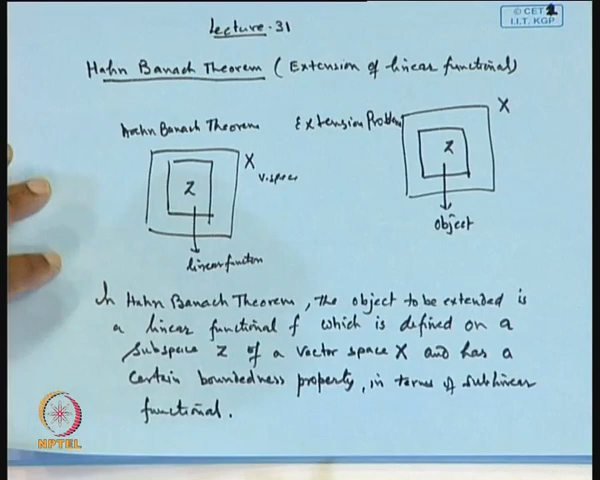 © CET
I.I.T. KGP
Lecture-31
Hahn Banach Theorem (Extension of linear functional)
Hahn Banach Theorem
Extension Problem
X
Z
V.space
linear function
X
Z
object
In Hahn Banach Theorem, the object to be extended is
a linear functional f which is defined on a
subspace Z of a vector space X and has a
certain boundedness property, in terms of sublinear
functional.
NPTEL